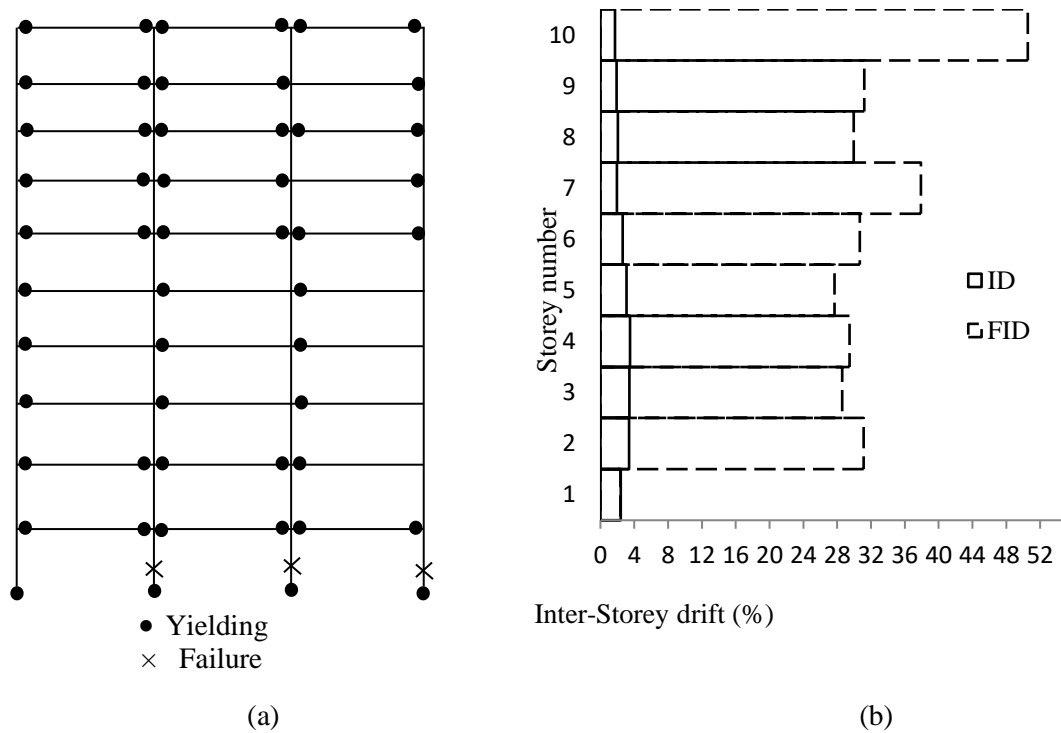 Yielding
Failure
(a)
Storey number
10
9
8
7
6
5
4
3
2
1
0 4 8 12 16 20 24 28 32 36 40 44 48 52
Inter-Storey drift (%)
ID
FID
(b)